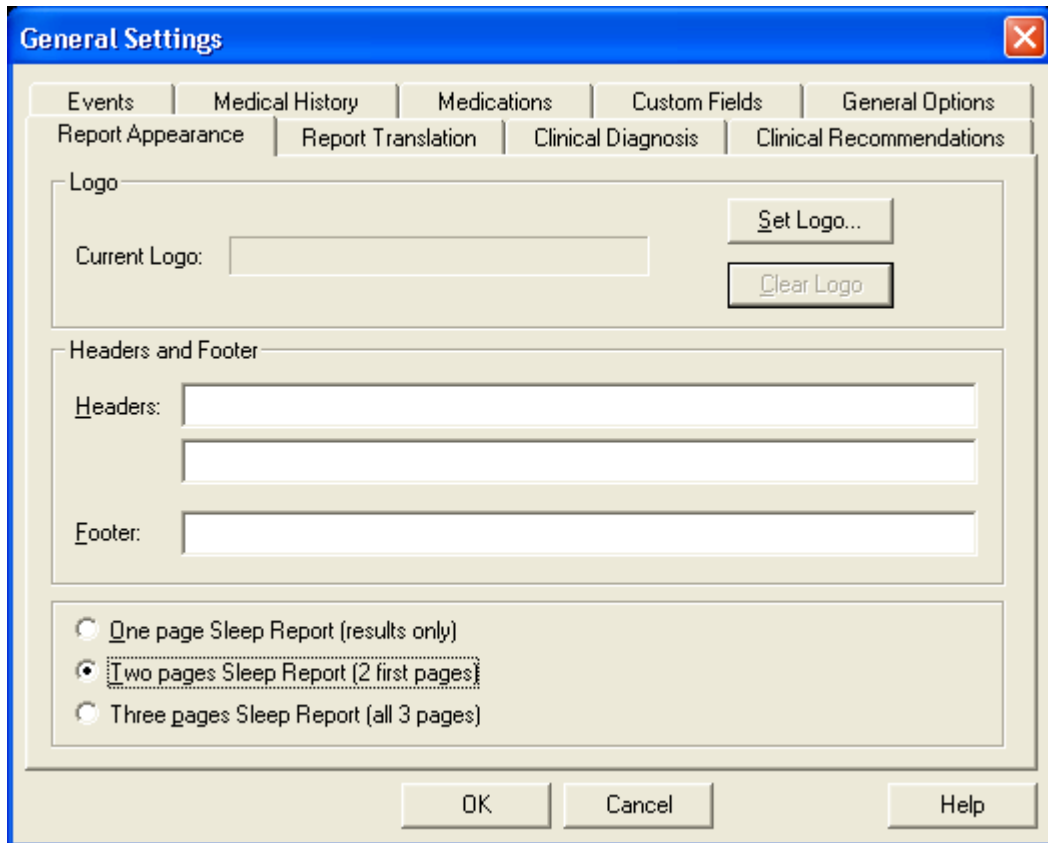 General Settings
Events Medical History Medications Custom Fields General Options
Report Appearance Report Translation Clinical Diagnosis Clinical Recommendations
Logo
Set Logo...
Current Logo:
Clear Logo
Headers and Footer
Headers:
Footer:
One page Sleep Report (results only)
Two pages Sleep Report (2 first pages)
Three pages Sleep Report (all 3 pages)
OK Cancel Help